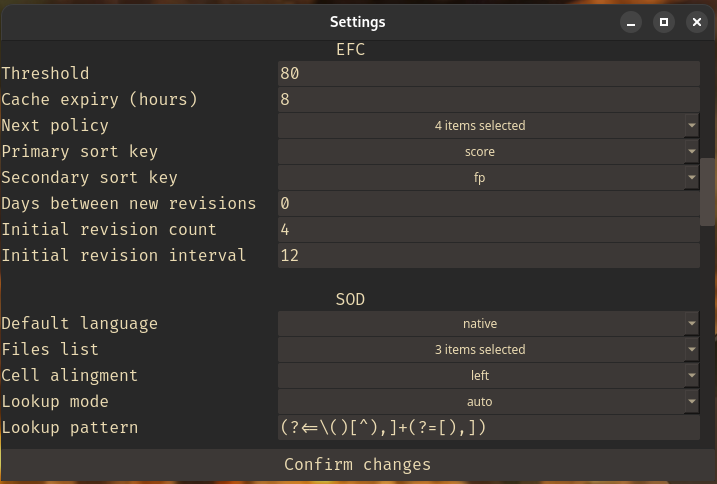 Settings
EFC
Threshold 80
Cache expiry (hours) 8
Next policy 4 items selected
Primary sort key score
Secondary sort key fp
Days between new revisions 0
Initial revision count 4
Initial revision interval 12
SOD
Default language native
Files list 3 items selected
Cell alingment left
Lookup mode auto
Lookup pattern (?<=\()[^),]+(?=[),])
Confirm changes